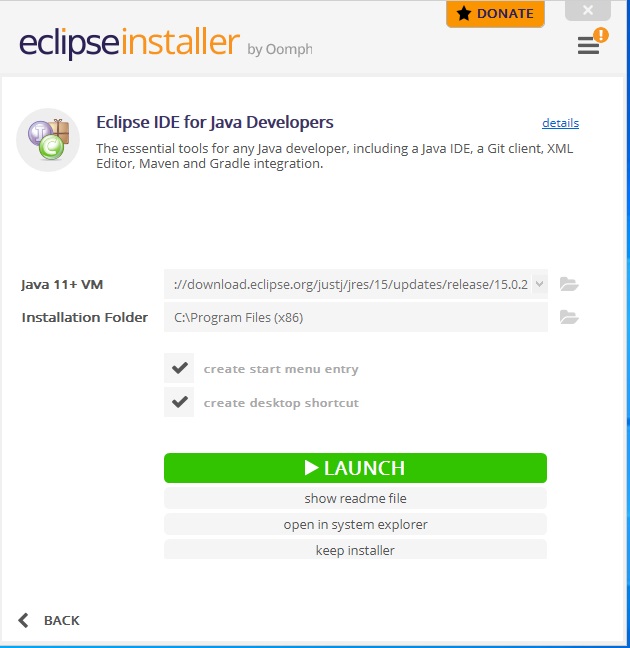 DONATE
eclipseinstaller by Oomph
!
Eclipse IDE for Java Developers
details
The essential tools for any Java developer, including a Java IDE, a Git client, XML
Editor, Maven and Gradle integration.
Java 11+ VM
://download.eclipse.org/justj/jres/15/updates/release/15.0.2
Installation Folder
C:\Program Files (x86)
create start menu entry
create desktop shortcut
LAUNCH
show readme file
open in system explorer
keep installer
BACK